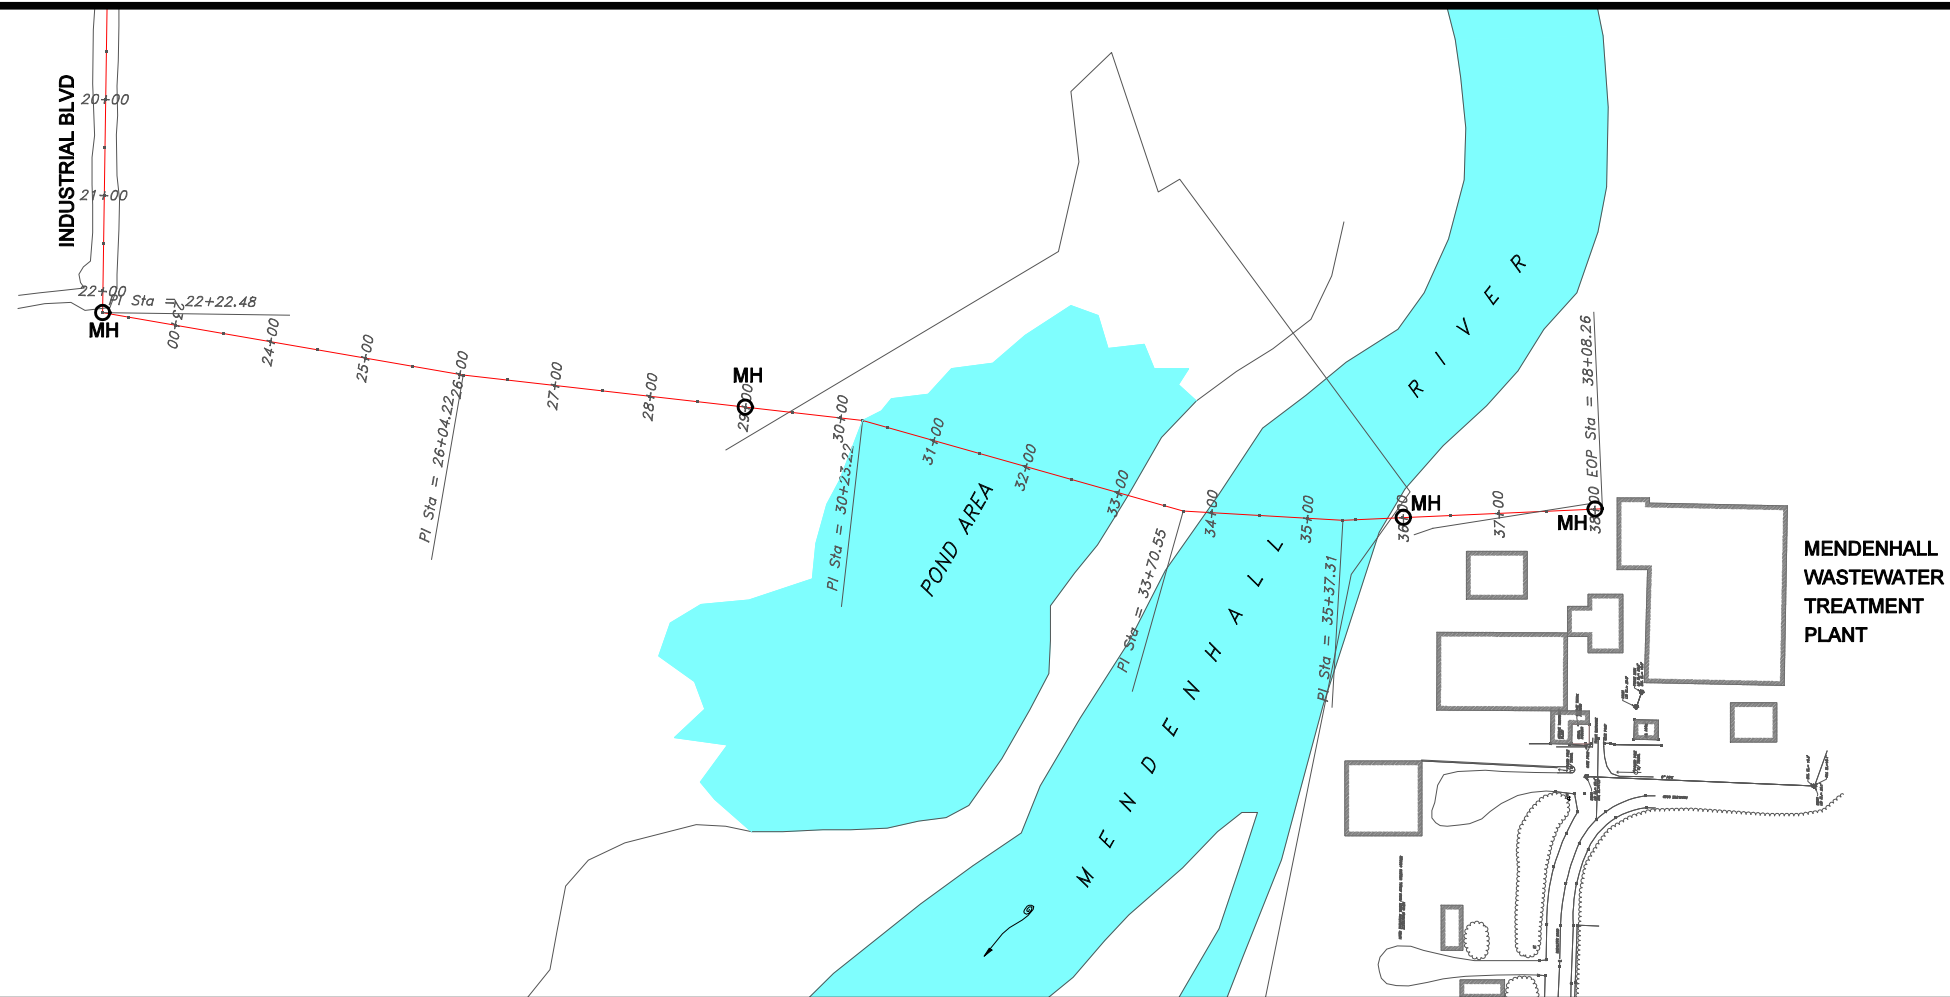 INDUSTRIAL BLVD
20+00
21+00
22+00
PI Sta = 22+22.48
MH
23+00
24+00
25+00
26+00
PI Sta = 26+04.22
27+00
28+00
MH
29+00
30+00
PI Sta = 30+23.22
31+00
32+00
33+00
POND AREA
PI Sta = 33+70.55
34+00
35+00
PI Sta = 35+37.31
MH
36+00
37+00
MH
38+00
EOP Sta = 38+08.26
MENDENHALL RIVER
MENDENHALL
WASTEWATER
TREATMENT
PLANT